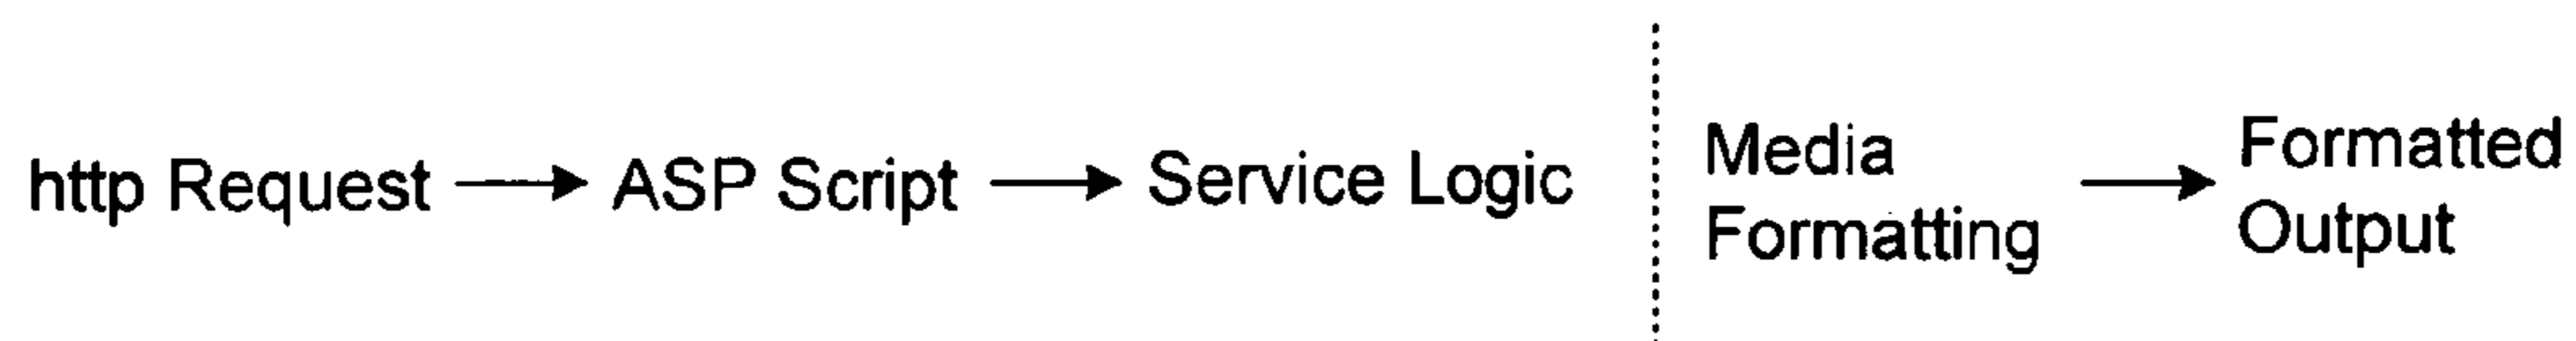 http Request
ASP Script
Service Logic
Media
Formatting
Formatted
Output